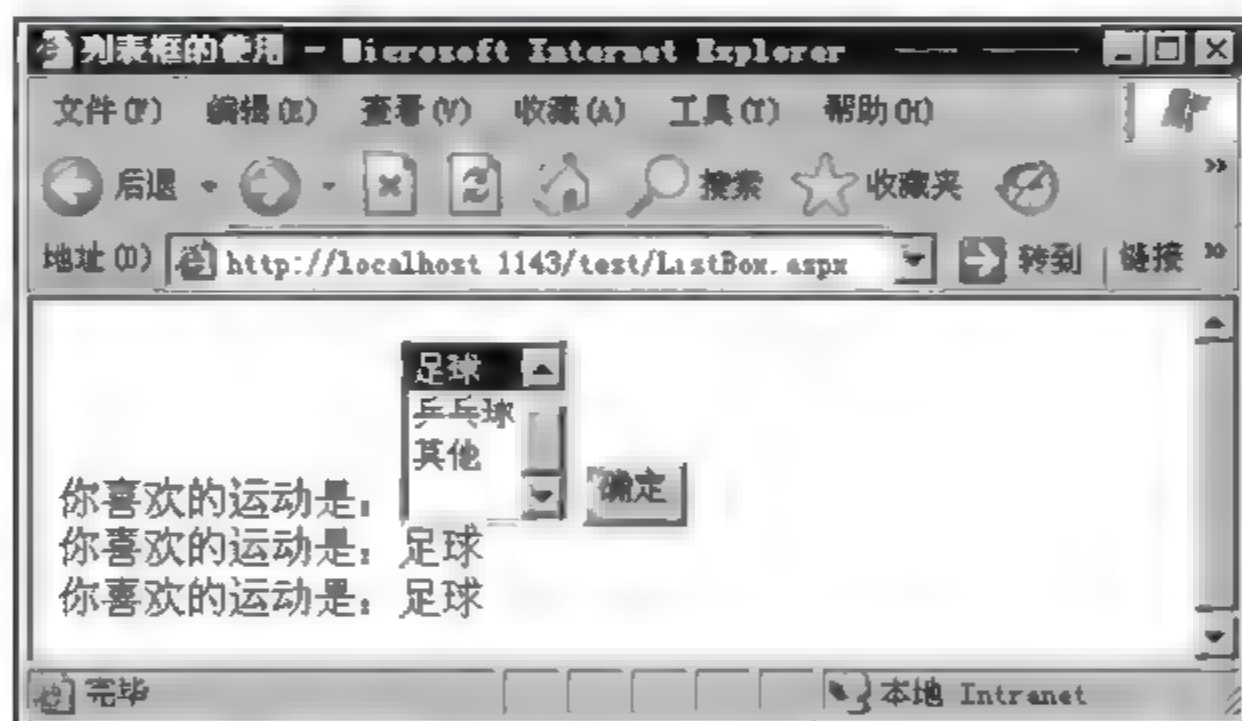 列表框的使用 - Microsoft Internet Explorer
文件(F) 编辑(E) 查看(V) 收藏(A) 工具(T) 帮助(H)
后退 搜索 收藏夹 »
地址(D) http://localhost 1143/test/ListBox.aspx 转到 链接 »
足球
乒乓球
其他
你喜欢的运动是： 确定
你喜欢的运动是：足球
你喜欢的运动是：足球
完毕 本地 Intranet